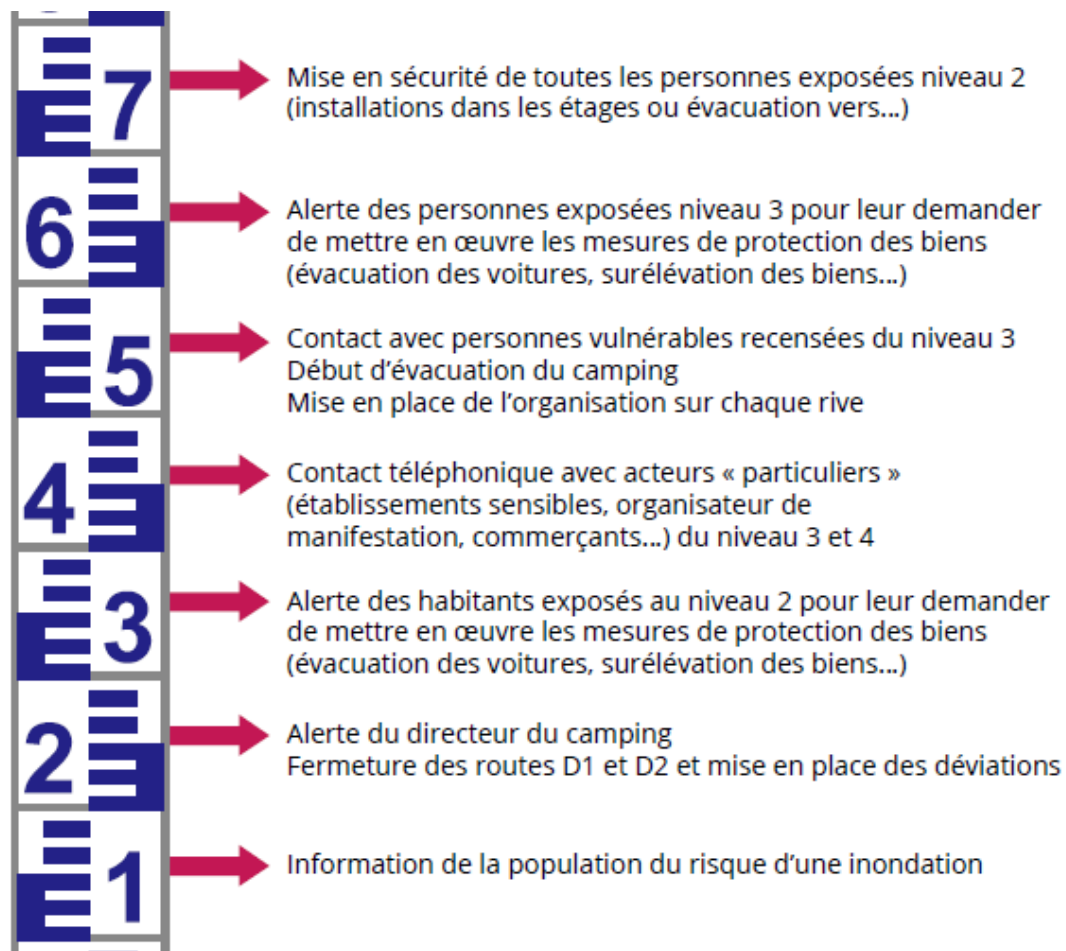 7
Mise en sécurité de toutes les personnes exposées niveau 2
(installations dans les étages ou évacuation vers...)
6
Alerte des personnes exposées niveau 3 pour leur demander
de mettre en œuvre les mesures de protection des biens
(évacuation des voitures, surélévation des biens...)
5
Contact avec personnes vulnérables recensées du niveau 3
Début d’évacuation du camping
Mise en place de l’organisation sur chaque rive
4
Contact téléphonique avec acteurs « particuliers »
(établissements sensibles, organisateur de
manifestation, commerçants...) du niveau 3 et 4
3
Alerte des habitants exposés au niveau 2 pour leur demander
de mettre en œuvre les mesures de protection des biens
(évacuation des voitures, surélévation des biens...)
2
Alerte du directeur du camping
Fermeture des routes D1 et D2 et mise en place des déviations
1
Information de la population du risque d’une inondation